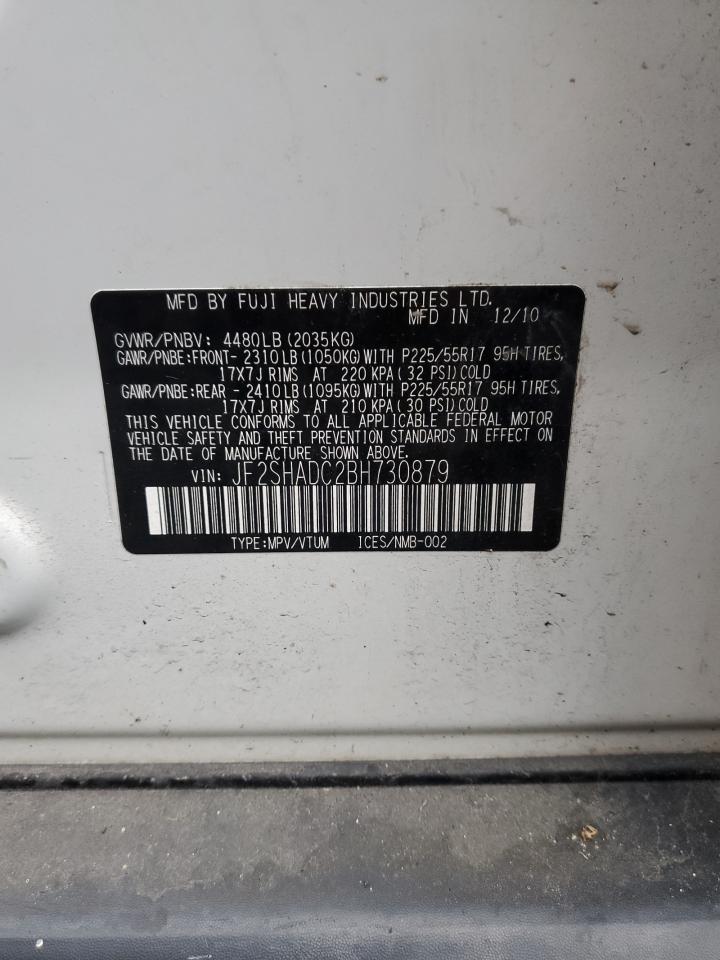 MFD BY FUJI HEAVY INDUSTRIES LTD.
MFD IN 12/10
GVWR/PNBV: 4480LB (2035KG)
GAWR/PNBE:FRONT- 2310LB (1050KG) WITH P225/55R17 95H TIRES,
17X7J RIMS AT 220 KPA ( 32 PSI) COLD
GAWR/PNBE:REAR - 2410LB (1095KG) WITH P225/55R17 95H TIRES,
17X7J RIMS AT 210 KPA ( 30 PSI) COLD
THIS VEHICLE CONFORMS TO ALL APPLICABLE FEDERAL MOTOR
VEHICLE SAFETY AND THEFT PREVENTION STANDARDS IN EFFECT
ON THE DATE OF MANUFACTURE SHOWN ABOVE.
VIN: JF2SHADC2BH730879
TYPE:MPV/VTUM ICES/NMB-002